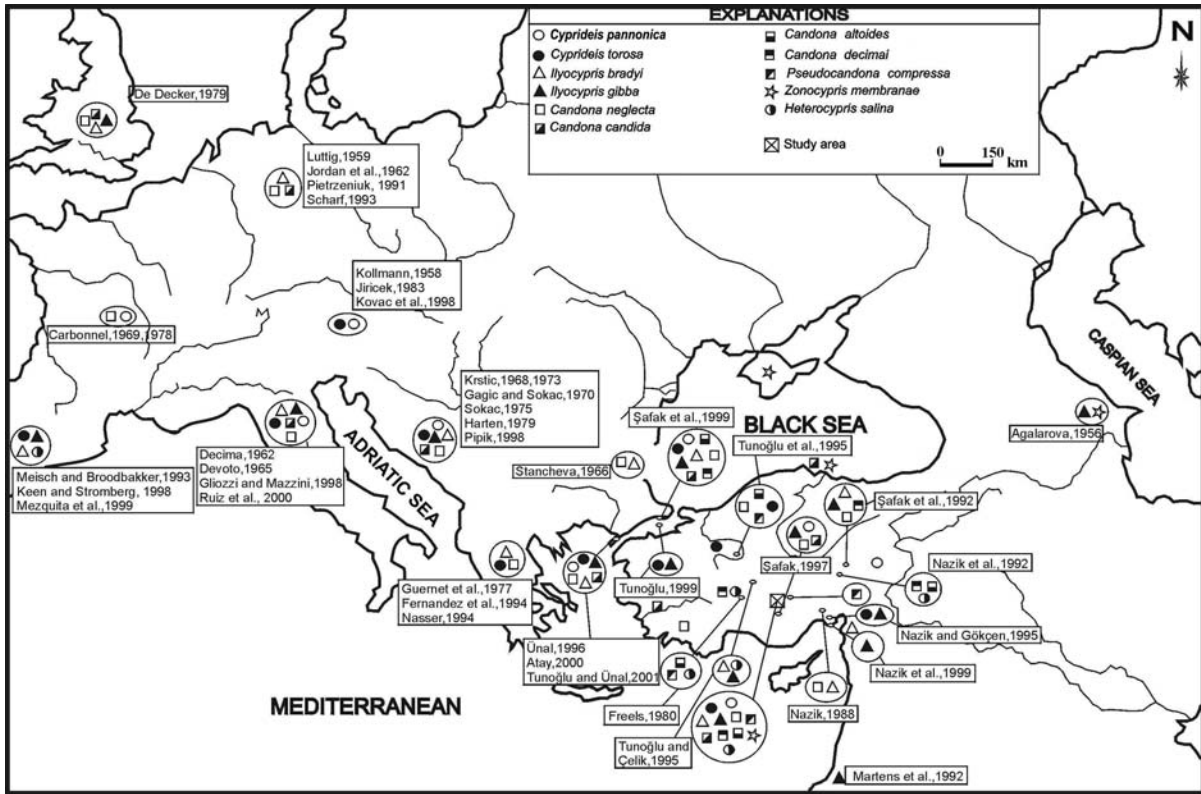 EXPLANATIONS
Cyprideis pannonica
Cyprideis torosa
Ilyocypris bradyi
Ilyocypris gibba
Candona neglecta
Candona candida
Candona altoides
Candona decimai
Pseudocandona compressa
Zonocypris membranae
Heterocypris salina
Study area
0 150
km
N
De Decker,1979
Luttig,1959
Jordan et al.,1962
Pietrzeniuk, 1991
Scharf,1993
Kollmann,1958
Jiricek,1983
Kovac et al.,1998
Carbonnel,1969,1978
Krstic,1968,1973
Gagic and Sokac,1970
Sokac,1975
Harten,1979
Pipik,1998
Şafak et al.,1999
BLACK SEA
Tunoğlu et al.,1995
CASPIAN SEA
Agalarova,1956
ADRIATIC SEA
Stancheva,1966
Meisch and Broodbakker,1993
Keen and Stromberg, 1998
Mezquita et al.,1999
Decima,1962
Devoto,1965
Gliozzi and Mazzini,1998
Ruiz et al., 2000
Şafak et al.,1992
Şafak,1997
Nazik et al.,1992
Guernet et al.,1977
Fernandez et al.,1994
Nasser,1994
Tunoğlu,1999
Nazik and Gökçen,1995
Ünal,1996
Atay,2000
Tunoğlu and Ünal,2001
Nazik et al.,1999
MEDITERRANEAN
Freels,1980
Nazik,1988
Tunoğlu and
Çelik,1995
Martens et al.,1992